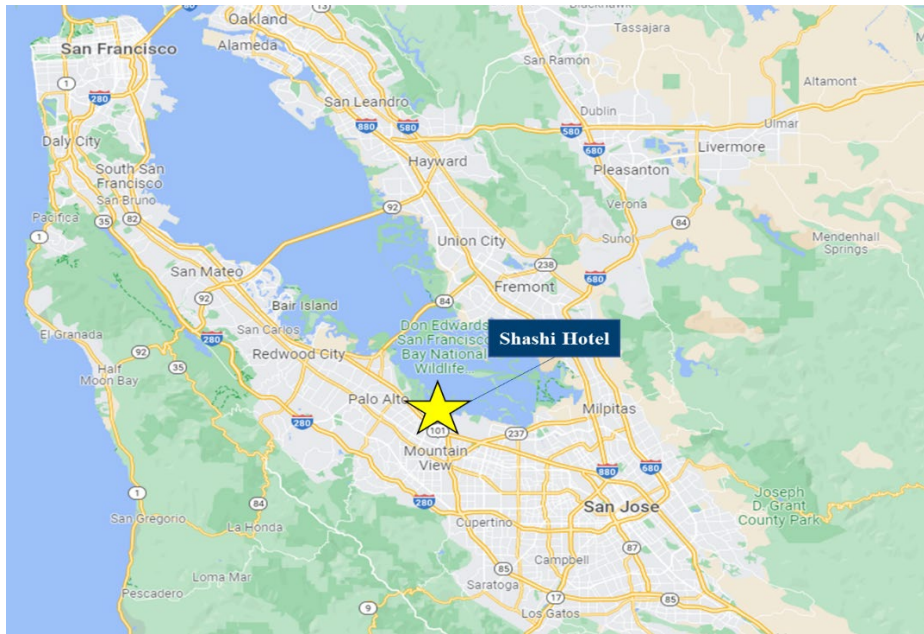 Oakland
13
Blackhawk
Tassajara
San Francisco
Alameda
San Ramon
1
280
San Leandro
Dublin
Altamont
880
580
580
Ulmar
Daly City
Hayward
680
Livermore
South San
Francisco
Pleasanton
San Bruno
92
Verona
Pacifica
35
82
84
1
Union City
Sunol
Mendenhall
Springs
238
San Mateo
680
92
Bair Island
84
Fremont
El Granada
San Carlos
Don Edwards
San Francisco
Bay National
Wildlife
Shashi Hotel
280
Redwood City
92
Half
Moon Bay
35
Palo Alto
Milpitas
280
101
237
Mountain
View
880
680
1
San Jose
Joseph
D. Grant
County Park
84
280
San Gregorio
La Honda
Cupertino
87
Campbell
Loma Mar
85
Saratoga
Pescadero
17
85
9
Los Gatos